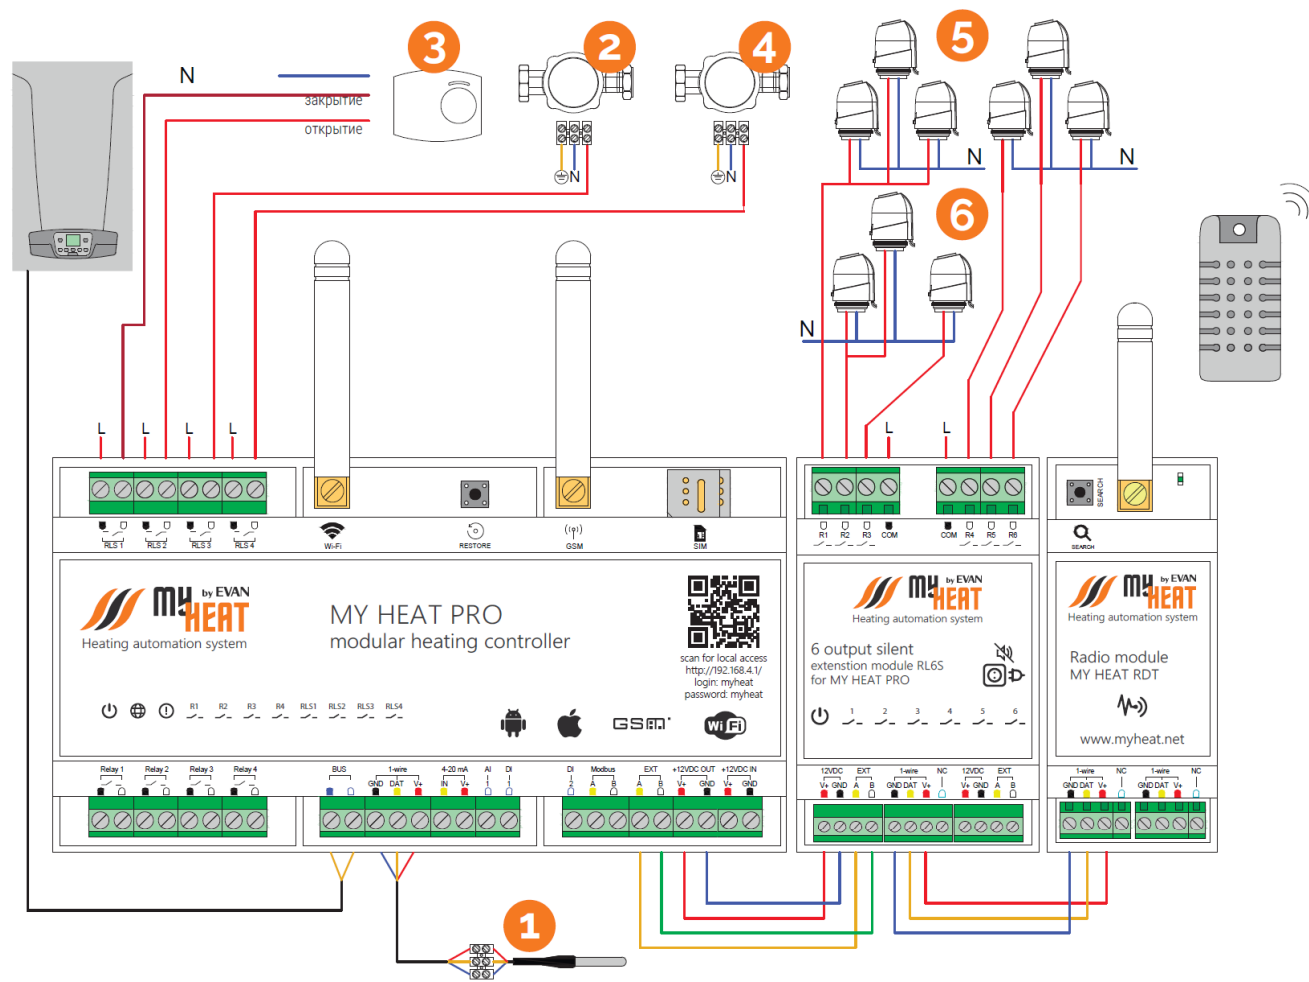 3
2
4
5
N
закрытие
открытие
N
N
N
N
6
N
L
L
L
L
L
L
RLS 1
RLS 2
RLS 3
RLS 4
Wi-Fi
RESTORE
GSM
SIM
R1
R2
R3
COM
COM
R4
R5
R6
SEARCH
SEARCH
MY HEAT by EVAN
Heating automation system
MY HEAT PRO
modular heating controller
scan for local access
http://192.168.4.1/
login: myheat
password: myheat
R1 R2 R3 R4 RLS1 RLS2 RLS3 RLS4
GSM
Wi Fi
MY HEAT by EVAN
Heating automation system
6 output silent
extenstion module RL6S
for MY HEAT PRO
1 2 3 4 5 6
MY HEAT by EVAN
Heating automation system
Radio module
MY HEAT RDT
www.myheat.net
Relay 1 Relay 2 Relay 3 Relay 4
BUS 1-wire 4-20 mA AI DI
GND DAT V+ IN V+ 1 1
DI Modbus EXT +12VDC OUT +12VDC IN
2 A B A B V+ GND V+ GND
12VDC EXT 1-wire NC 12VDC EXT
V+ GND A B GND DAT V+ V+ GND A B
1-wire NC 1-wire NC
GND DAT V+ GND DAT V+
1